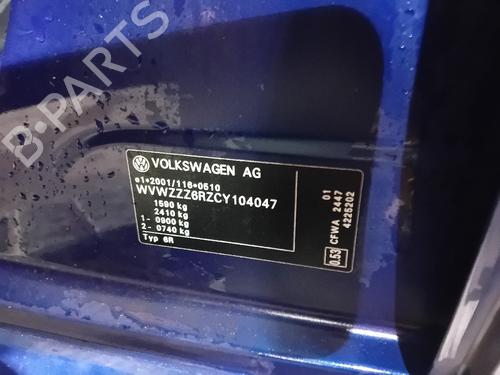 B-PARTS
VOLKSWAGEN AG
e1*2001/116*0510
WVWZZZ6RZCY104047
1590 kg
2410 kg
1- 0900 kg
2- 0740 kg
Typ 6R
0.53 CFWA 2447 01
4225202